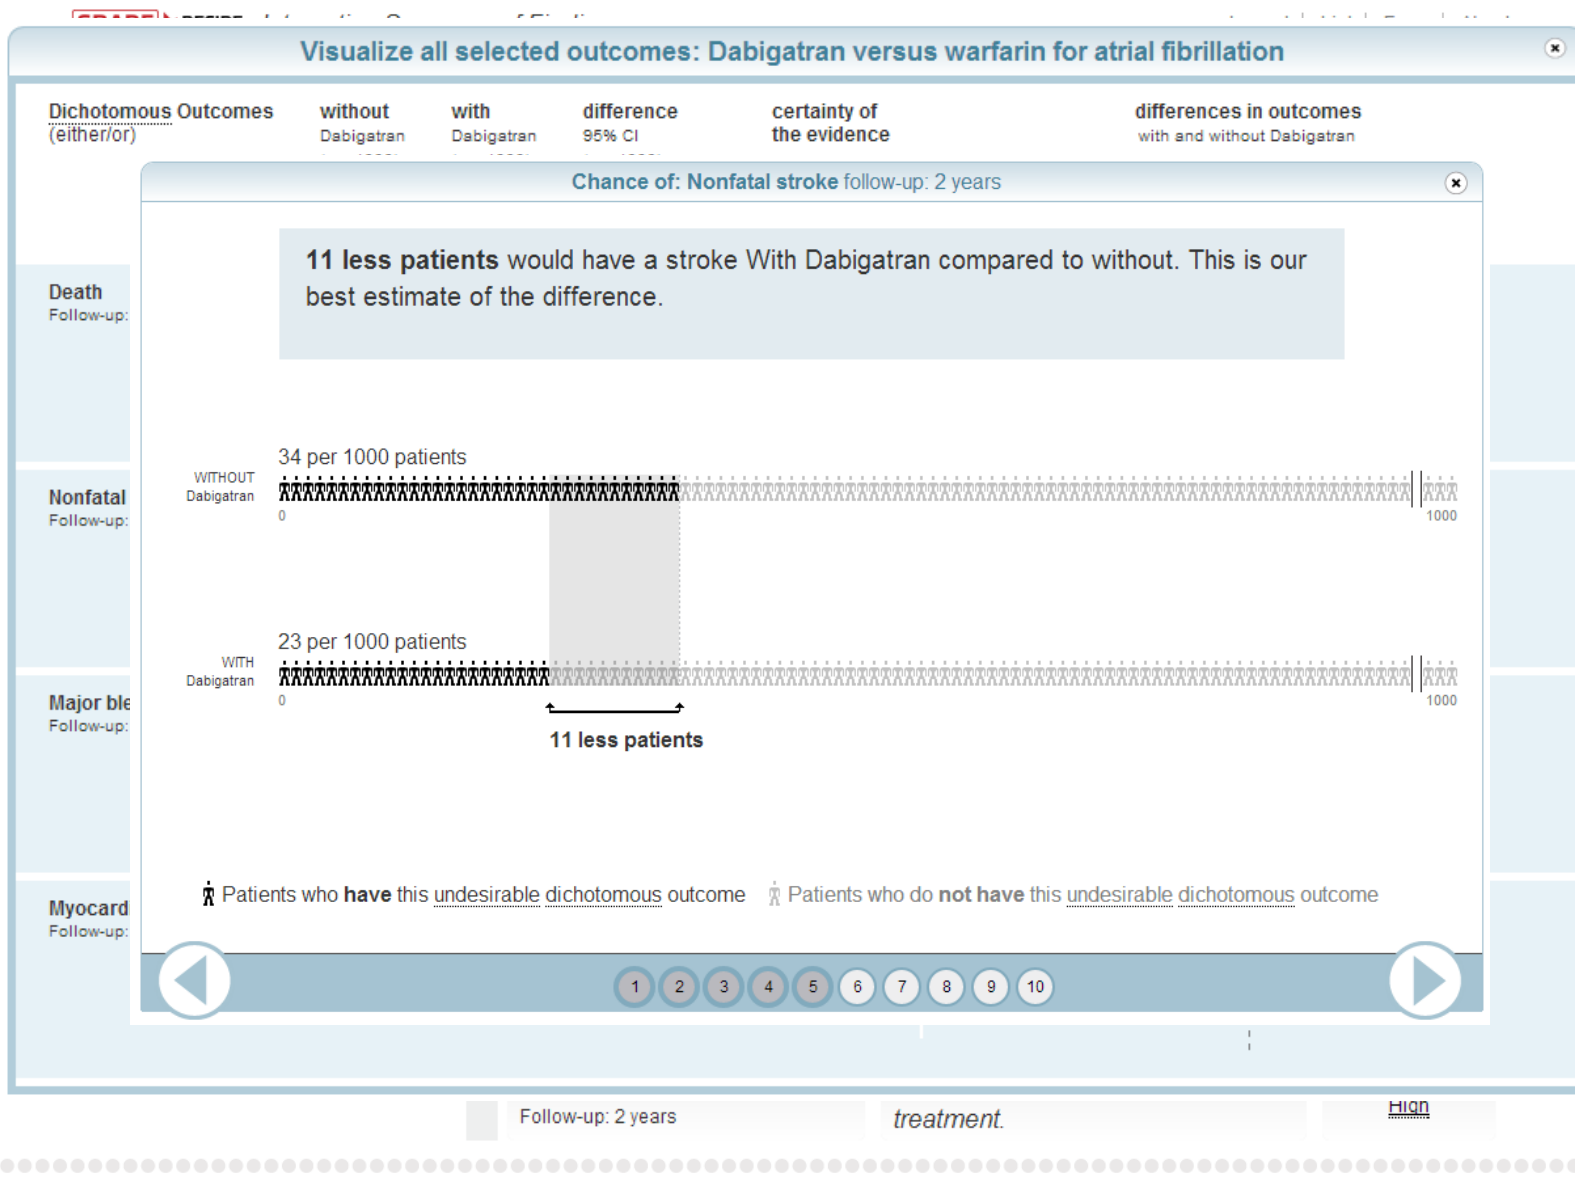 Visualize all selected outcomes: Dabigatran versus warfarin for atrial fibrillation
Dichotomous Outcomes
(either/or)
without
Dabigatran
with
Dabigatran
difference
95% CI
certainty of
the evidence
differences in outcomes
with and without Dabigatran
Chance of: Nonfatal stroke follow-up: 2 years
11 less patients would have a stroke With Dabigatran compared to without. This is our
best estimate of the difference.
Death
Follow-up:
Nonfatal
Follow-up:
Major ble
Follow-up:
Myocard
Follow-up:
34 per 1000 patients
WITHOUT
Dabigatran
0
1000
23 per 1000 patients
WITH
Dabigatran
0
1000
11 less patients
Patients who have this undesirable dichotomous outcome
Patients who do not have this undesirable dichotomous outcome
1 2 3 4 5 6 7 8 9 10
Follow-up: 2 years
treatment.
High